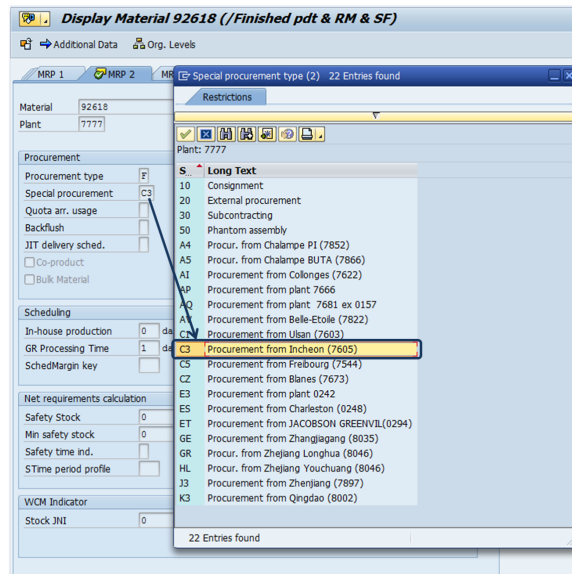 Display Material 92618 (/Finished pdt & RM & SF)
Additional Data
Org. Levels
MRP 1
MRP 2
MR
Material 92618
Plant 7777
Procurement
Procurement type F
Special procurement C3
Quota arr. usage
Backflush
JIT delivery sched.
Co-product
Bulk Material
Scheduling
In-house production 0 da
GR Processing Time 1 da
SchedMargin key
Net requirements calculation
Safety Stock 0
Min safety stock 0
Safety time ind.
STime period profile
WCM Indicator
Stock JNI 0
Special procurement type (2) 22 Entries found
Restrictions
Plant: 7777
S... Long Text
10 Consignment
20 External procurement
30 Subcontracting
50 Phantom assembly
A4 Procur. from Chalampe PI (7852)
A5 Procur. from Chalampe BUTA (7866)
AI Procurement from Collonges (7622)
AP Procurement from plant 7666
AQ Procurement from plant 7681 ex 0157
Procurement from Belle-Etoile (7822)
Procurement from Ulsan (7603)
C3 Procurement from Incheon (7605)
C5 Procurement from Freibourg (7544)
CZ Procurement from Blanes (7673)
E3 Procurement from plant 0242
ES Procurement from Charleston (0248)
ET Procurement from JACOBSON GREENVIL(0294)
GE Procurement from Zhangjiagang (8035)
GR Procur. from Zhejiang Longhua (8046)
HL Procur. from Zhejiang Youchuang (8046)
J3 Procurement from Zhenjiang (7897)
K3 Procurement from Qingdao (8002)
22 Entries found